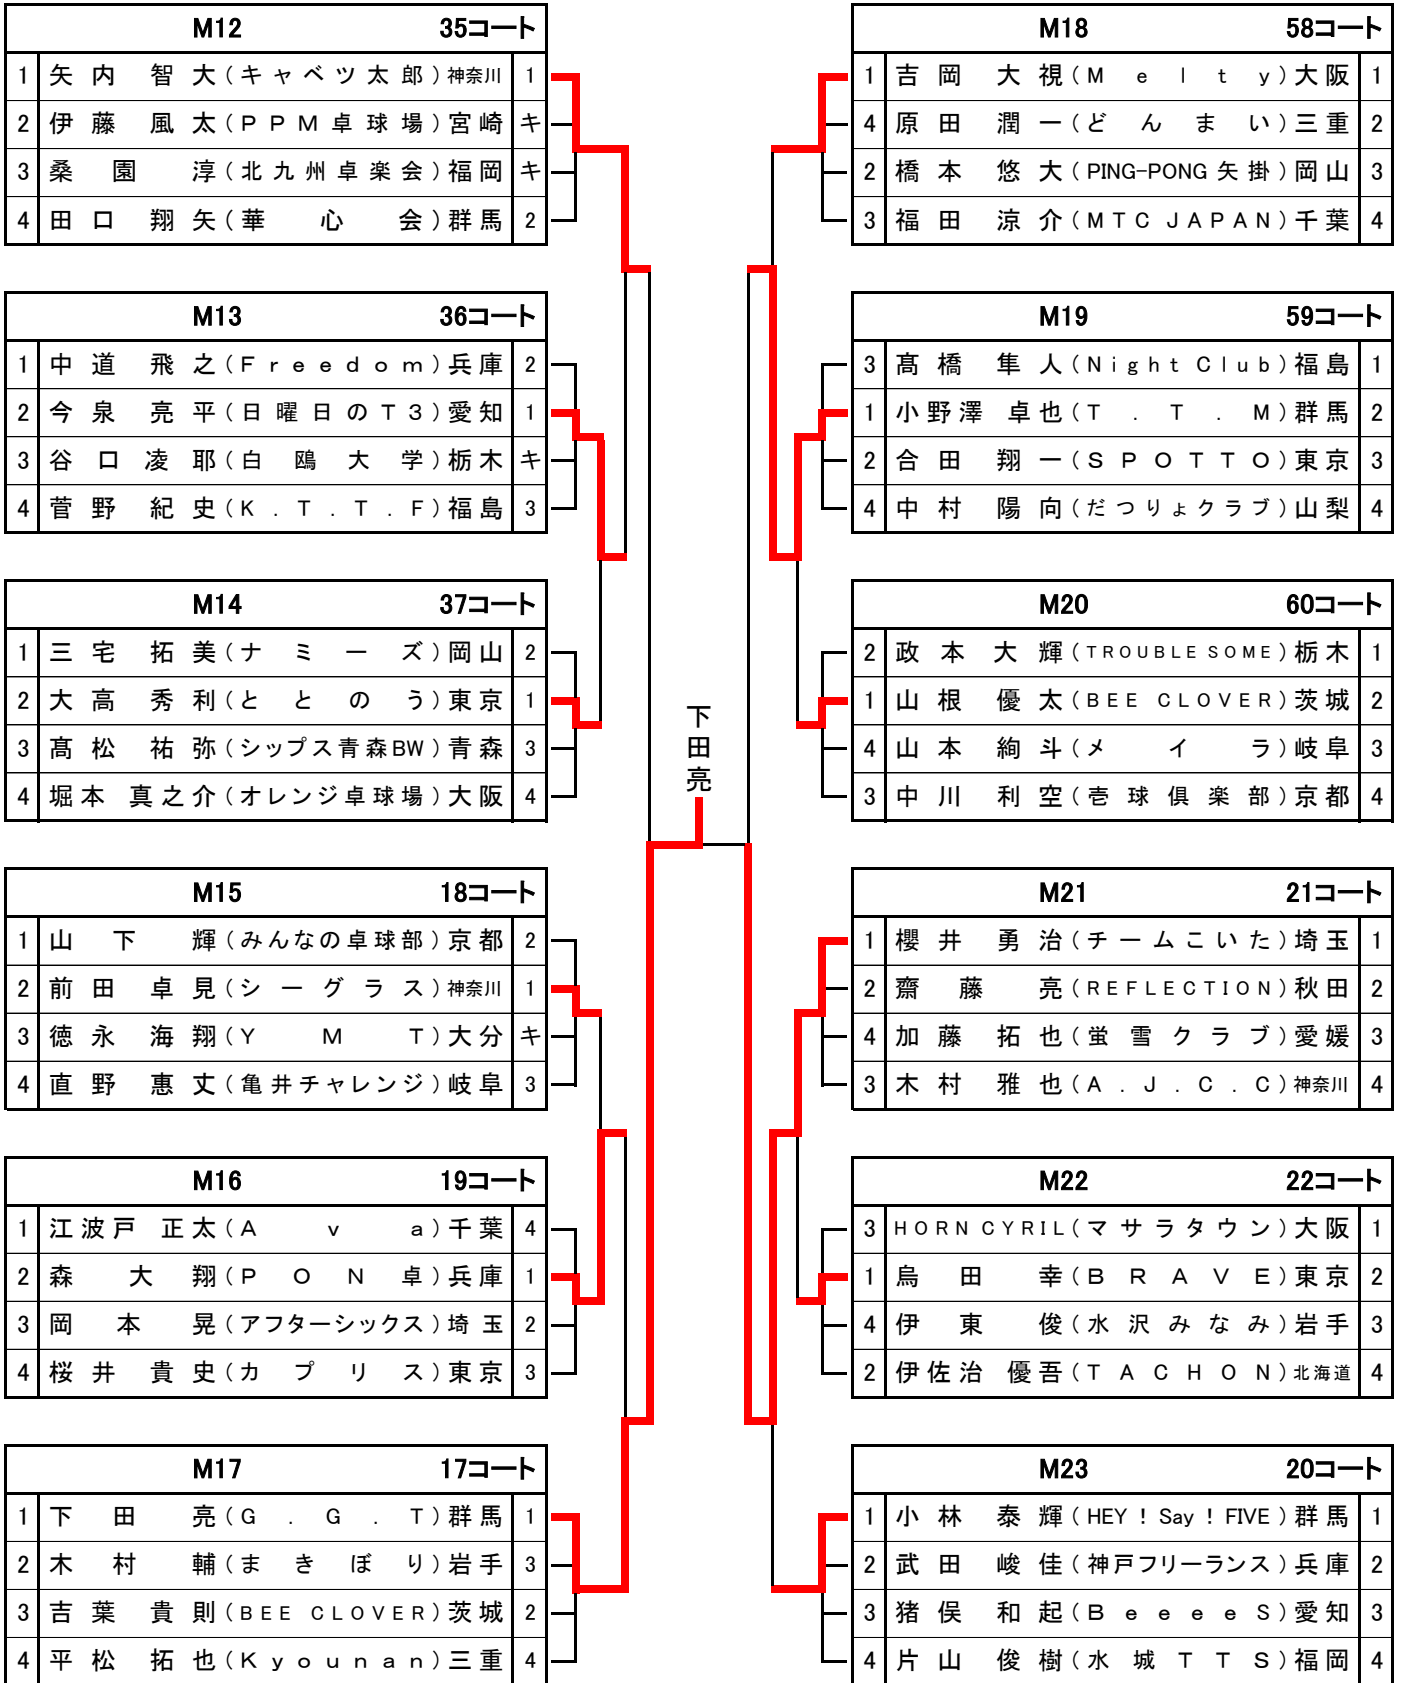 M12 35コート
1 矢内 智大(キャベツ太郎)神奈川 1
2 伊藤 風太(PPM卓球場)宮崎 キ
3 桑園 淳(北九州卓楽会)福岡 キ
4 田口 翔矢(華心会)群馬 2
M13 36コート
1 中道 飛之(Freedom)兵庫 2
2 今泉 亮平(日曜日のT3)愛知 1
3 谷口 凌耶(白鴎大学)栃木 キ
4 菅野 紀史(K.T.T.F)福島 3
M14 37コート
1 三宅 拓美(ナミーズ)岡山 2
2 大高 秀利(ととのう)東京 1
3 髙松 祐弥(シップス青森BW)青森 3
4 堀本 真之介(オレンジ卓球場)大阪 4
M15 18コート
1 山下 輝(みんなの卓球部)京都 2
2 前田 卓見(シーグラス)神奈川 1
3 徳永 海翔(YMT)大分 キ
4 直野 惠丈(亀井チャレンジ)岐阜 3
M16 19コート
1 江波戸 正太(Ava)千葉 4
2 森 大翔(PON卓)兵庫 1
3 岡本 晃(アフターシックス)埼玉 2
4 桜井 貴史(カプリス)東京 3
M17 17コート
1 下田 亮(G.G.T)群馬 1
2 木村 輔(まきぼり)岩手 3
3 吉葉 貴則(BEE CLOVER)茨城 2
4 平松 拓也(Kyounan)三重 4
下田亮
M18 58コート
1 吉岡 大視(Melty)大阪 1
4 原田 潤一(どんまい)三重 2
2 橋本 悠大(PING-PONG矢掛)岡山 3
3 福田 涼介(MTC JAPAN)千葉 4
M19 59コート
3 髙橋 隼人(Night Club)福島 1
1 小野澤 卓也(T.T.M)群馬 2
2 合田 翔一(SPOTTO)東京 3
4 中村 陽向(だつりょクラブ)山梨 4
M20 60コート
2 政本 大輝(TROUBLE SOME)栃木 1
1 山根 優太(BEE CLOVER)茨城 2
4 山本 絢斗(メイラ)岐阜 3
3 中川 利空(壱球倶楽部)京都 4
M21 21コート
1 櫻井 勇治(チームこいた)埼玉 1
2 齋藤 亮(REFLECTION)秋田 2
4 加藤 拓也(蛍雪クラブ)愛媛 3
3 木村 雅也(A.J.C.C)神奈川 4
M22 22コート
3 HORN CYRIL(マサラタウン)大阪 1
1 烏田 幸(BRAVE)東京 2
4 伊東 俊(水沢みなみ)岩手 3
2 伊佐治 優吾(TACHON)北海道 4
M23 20コート
1 小林 泰輝(HEY!Say!FIVE)群馬 1
2 武田 峻佳(神戸フリーランス)兵庫 2
3 猪俣 和起(BeeeeS)愛知 3
4 片山 俊樹(水城TTS)福岡 4